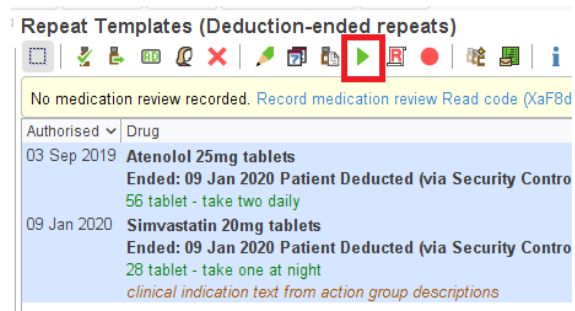 Repeat Templates (Deduction-ended repeats)
RD
R
i
No medication review recorded. Record medication review Read code (XaF8d
Authorised Drug
03 Sep 2019 Atenolol 25mg tablets
Ended: 09 Jan 2020 Patient Deducted (via Security Contro
56 tablet - take two daily
09 Jan 2020 Simvastatin 20mg tablets
Ended: 09 Jan 2020 Patient Deducted (via Security Contro
28 tablet - take one at night
clinical indication text from action group descriptions